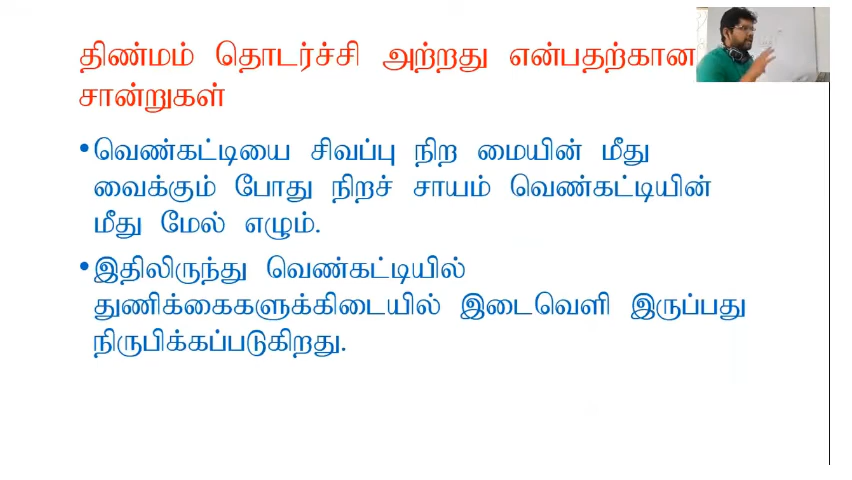 திண்மம் தொடர்ச்சி அற்றது என்பதற்கான
சான்றுகள்
•வெண்கட்டியை சிவப்பு நிற மையின் மீது
வைக்கும் போது நிறச் சாயம் வெண்கட்டியின்
மீது மேல் எழும்.
•இதிலிருந்து வெண்கட்டியில்
துணிக்கைகளுக்கிடையில் இடைவெளி இருப்பது
நிருபிக்கப்படுகிறது.